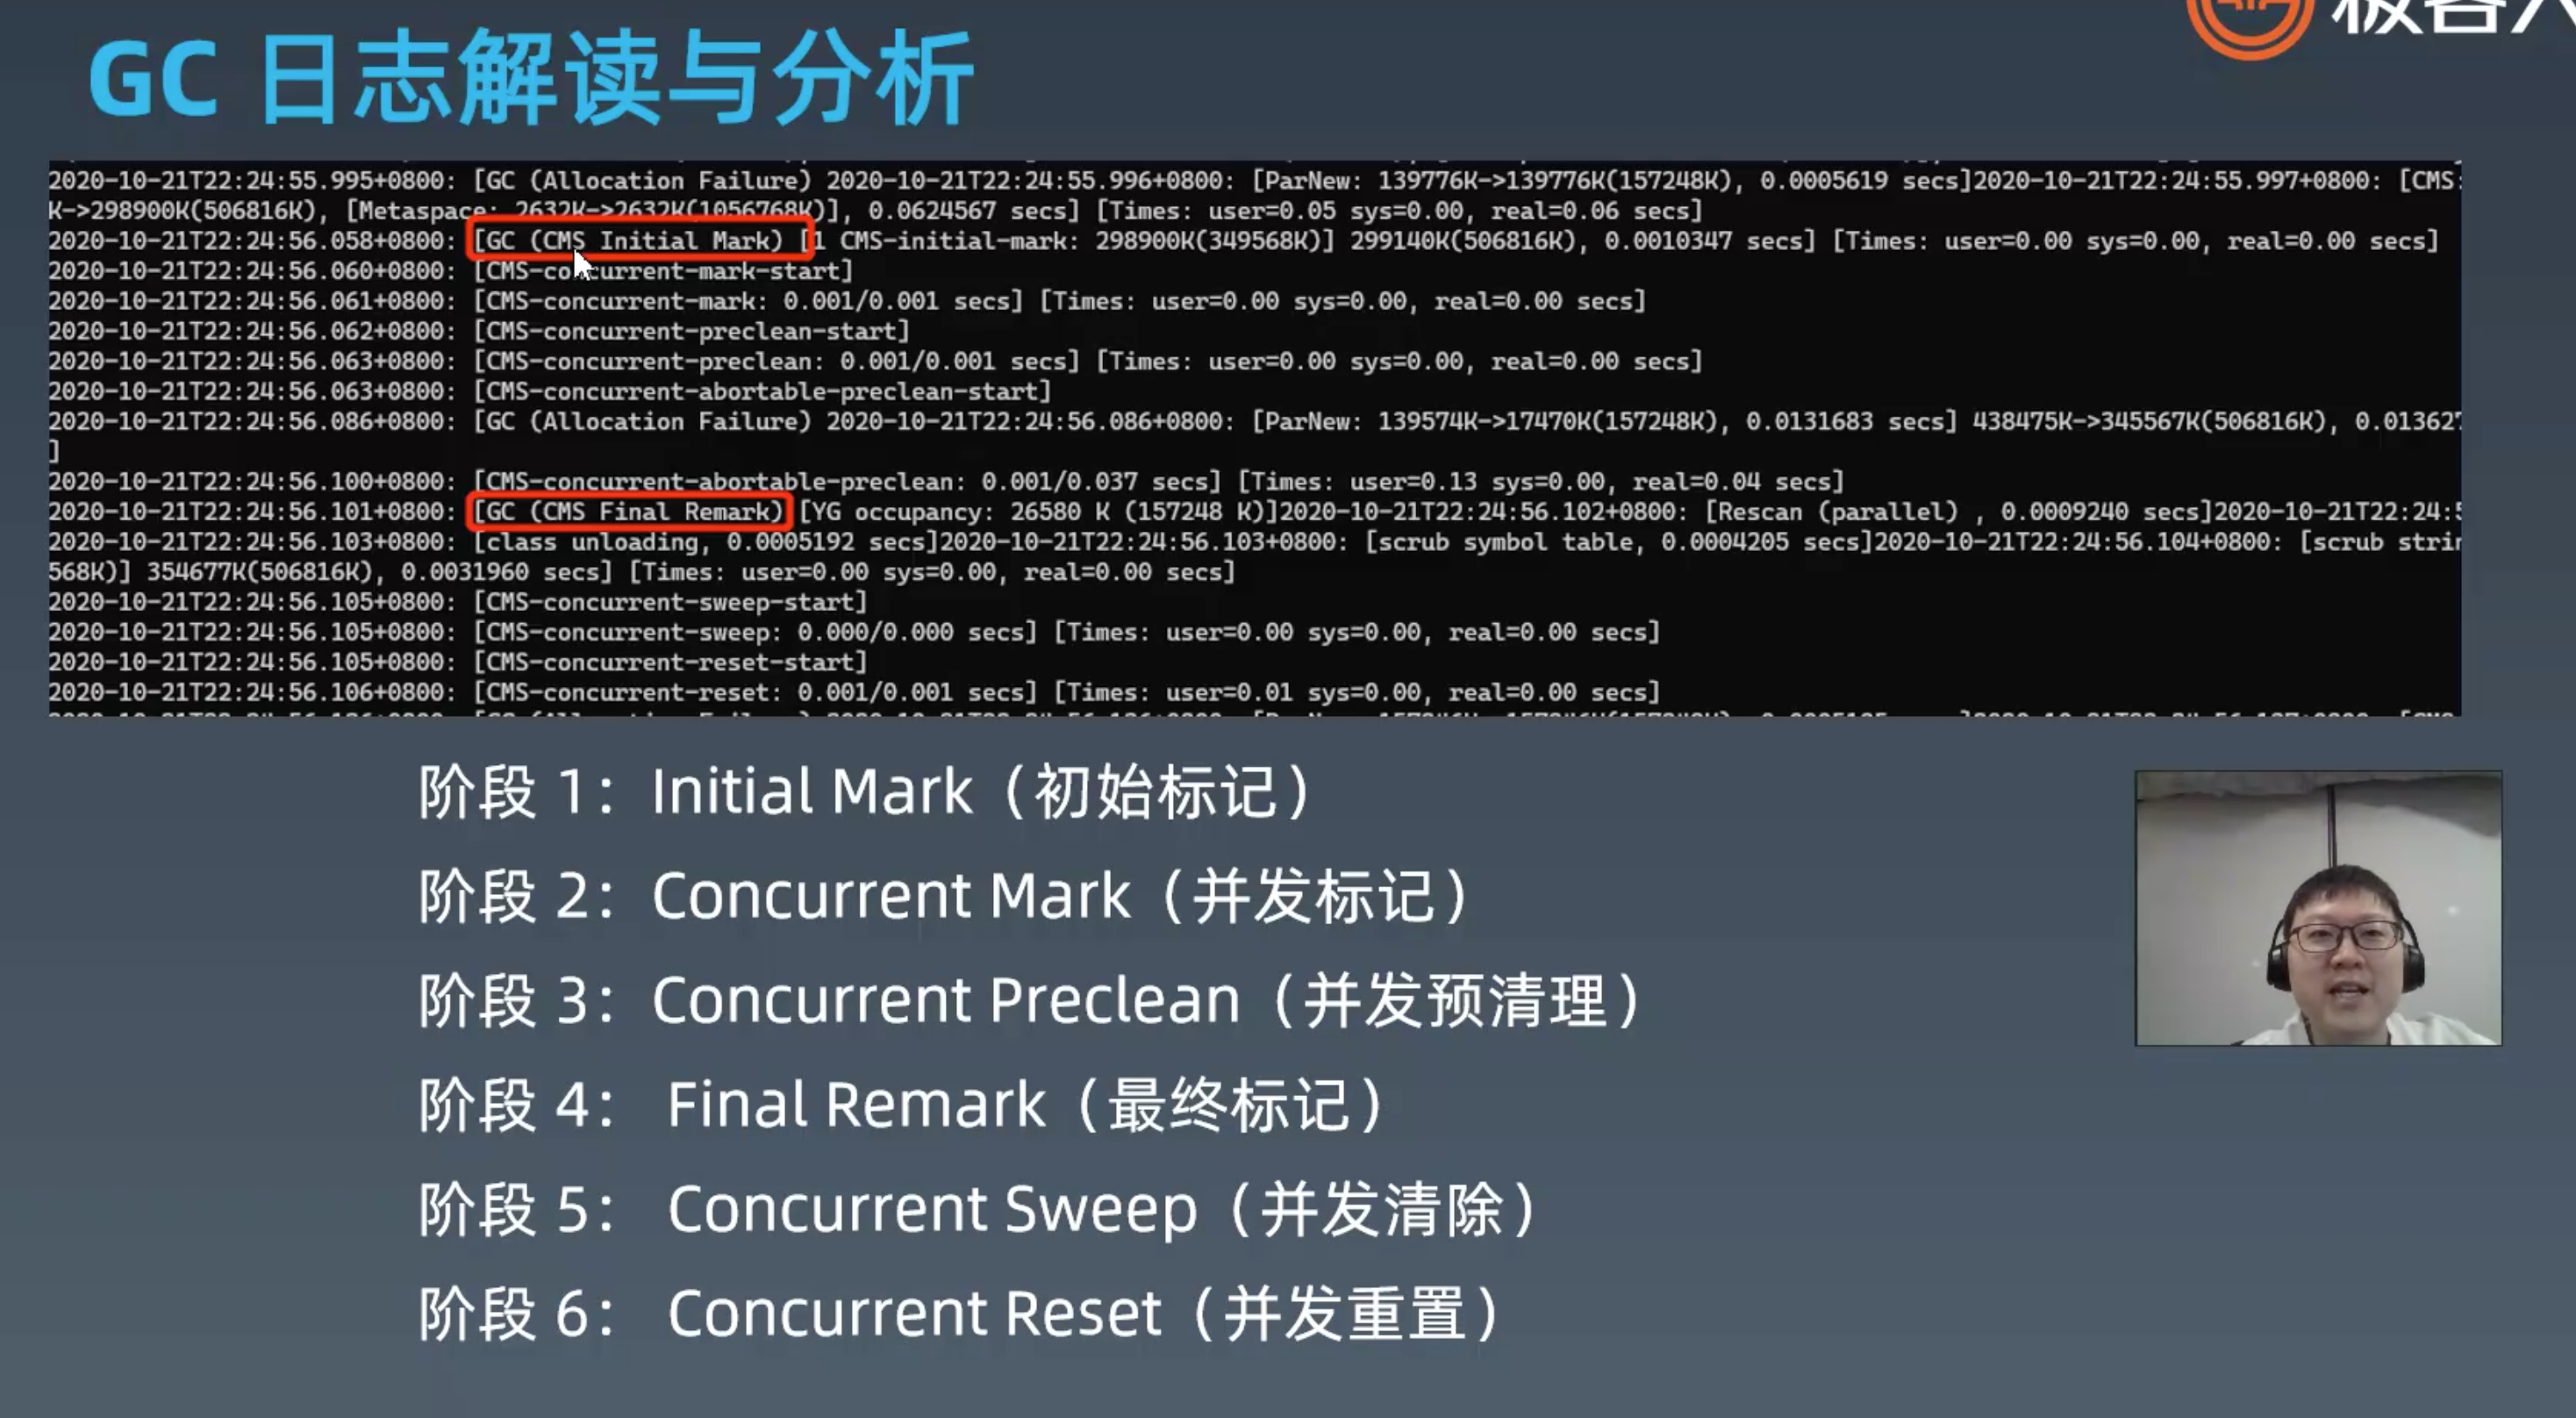 GC 日志解读与分析
2020-10-21T22:24:55.995+0800: [GC (Allocation Failure) 2020-10-21T22:24:55.996+0800: [ParNew: 139776K->139776K(157248K), 0.0005619 secs]2020-10-21T22:24:55.997+0800: [CMS:
K->298900K(506816K), [Metaspace: 2632K->2632K(1056768K)], 0.0624567 secs] [Times: user=0.05 sys=0.00, real=0.06 secs]
2020-10-21T22:24:56.058+0800: [GC (CMS Initial Mark) [1 CMS-initial-mark: 298900K(349568K)] 299140K(506816K), 0.0010347 secs] [Times: user=0.00 sys=0.00, real=0.00 secs]
2020-10-21T22:24:56.060+0800: [CMS-concurrent-mark-start]
2020-10-21T22:24:56.061+0800: [CMS-concurrent-mark: 0.001/0.001 secs] [Times: user=0.00 sys=0.00, real=0.00 secs]
2020-10-21T22:24:56.062+0800: [CMS-concurrent-preclean-start]
2020-10-21T22:24:56.063+0800: [CMS-concurrent-preclean: 0.001/0.001 secs] [Times: user=0.00 sys=0.00, real=0.00 secs]
2020-10-21T22:24:56.063+0800: [CMS-concurrent-abortable-preclean-start]
2020-10-21T22:24:56.086+0800: [GC (Allocation Failure) 2020-10-21T22:24:56.086+0800: [ParNew: 139574K->17470K(157248K), 0.0131683 secs] 438475K->345567K(506816K), 0.013627
]
2020-10-21T22:24:56.100+0800: [CMS-concurrent-abortable-preclean: 0.001/0.037 secs] [Times: user=0.13 sys=0.00, real=0.04 secs]
2020-10-21T22:24:56.101+0800: [GC (CMS Final Remark) [YG occupancy: 26580 K (157248 K)]2020-10-21T22:24:56.102+0800: [Rescan (parallel) , 0.0009240 secs]2020-10-21T22:24:5
2020-10-21T22:24:56.103+0800: [class unloading, 0.0005192 secs]2020-10-21T22:24:56.103+0800: [scrub symbol table, 0.0004205 secs]2020-10-21T22:24:56.104+0800: [scrub strin
568K)] 354677K(506816K), 0.0031960 secs] [Times: user=0.00 sys=0.00, real=0.00 secs]
2020-10-21T22:24:56.105+0800: [CMS-concurrent-sweep-start]
2020-10-21T22:24:56.105+0800: [CMS-concurrent-sweep: 0.000/0.000 secs] [Times: user=0.00 sys=0.00, real=0.00 secs]
2020-10-21T22:24:56.105+0800: [CMS-concurrent-reset-start]
2020-10-21T22:24:56.106+0800: [CMS-concurrent-reset: 0.001/0.001 secs] [Times: user=0.01 sys=0.00, real=0.00 secs]
阶段 1：Initial Mark（初始标记）
阶段 2：Concurrent Mark（并发标记）
阶段 3：Concurrent Preclean（并发预清理）
阶段 4： Final Remark（最终标记）
阶段 5： Concurrent Sweep（并发清除）
阶段 6： Concurrent Reset（并发重置）